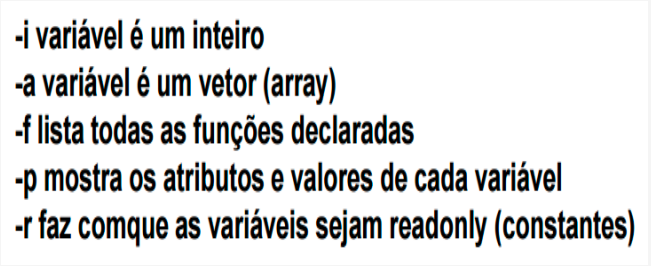 -i variável é um inteiro
-a variável é um vetor (array)
-f lista todas as funções declaradas
-p mostra os atributos e valores de cada variável
-r faz comque as variáveis sejam readonly (constantes)